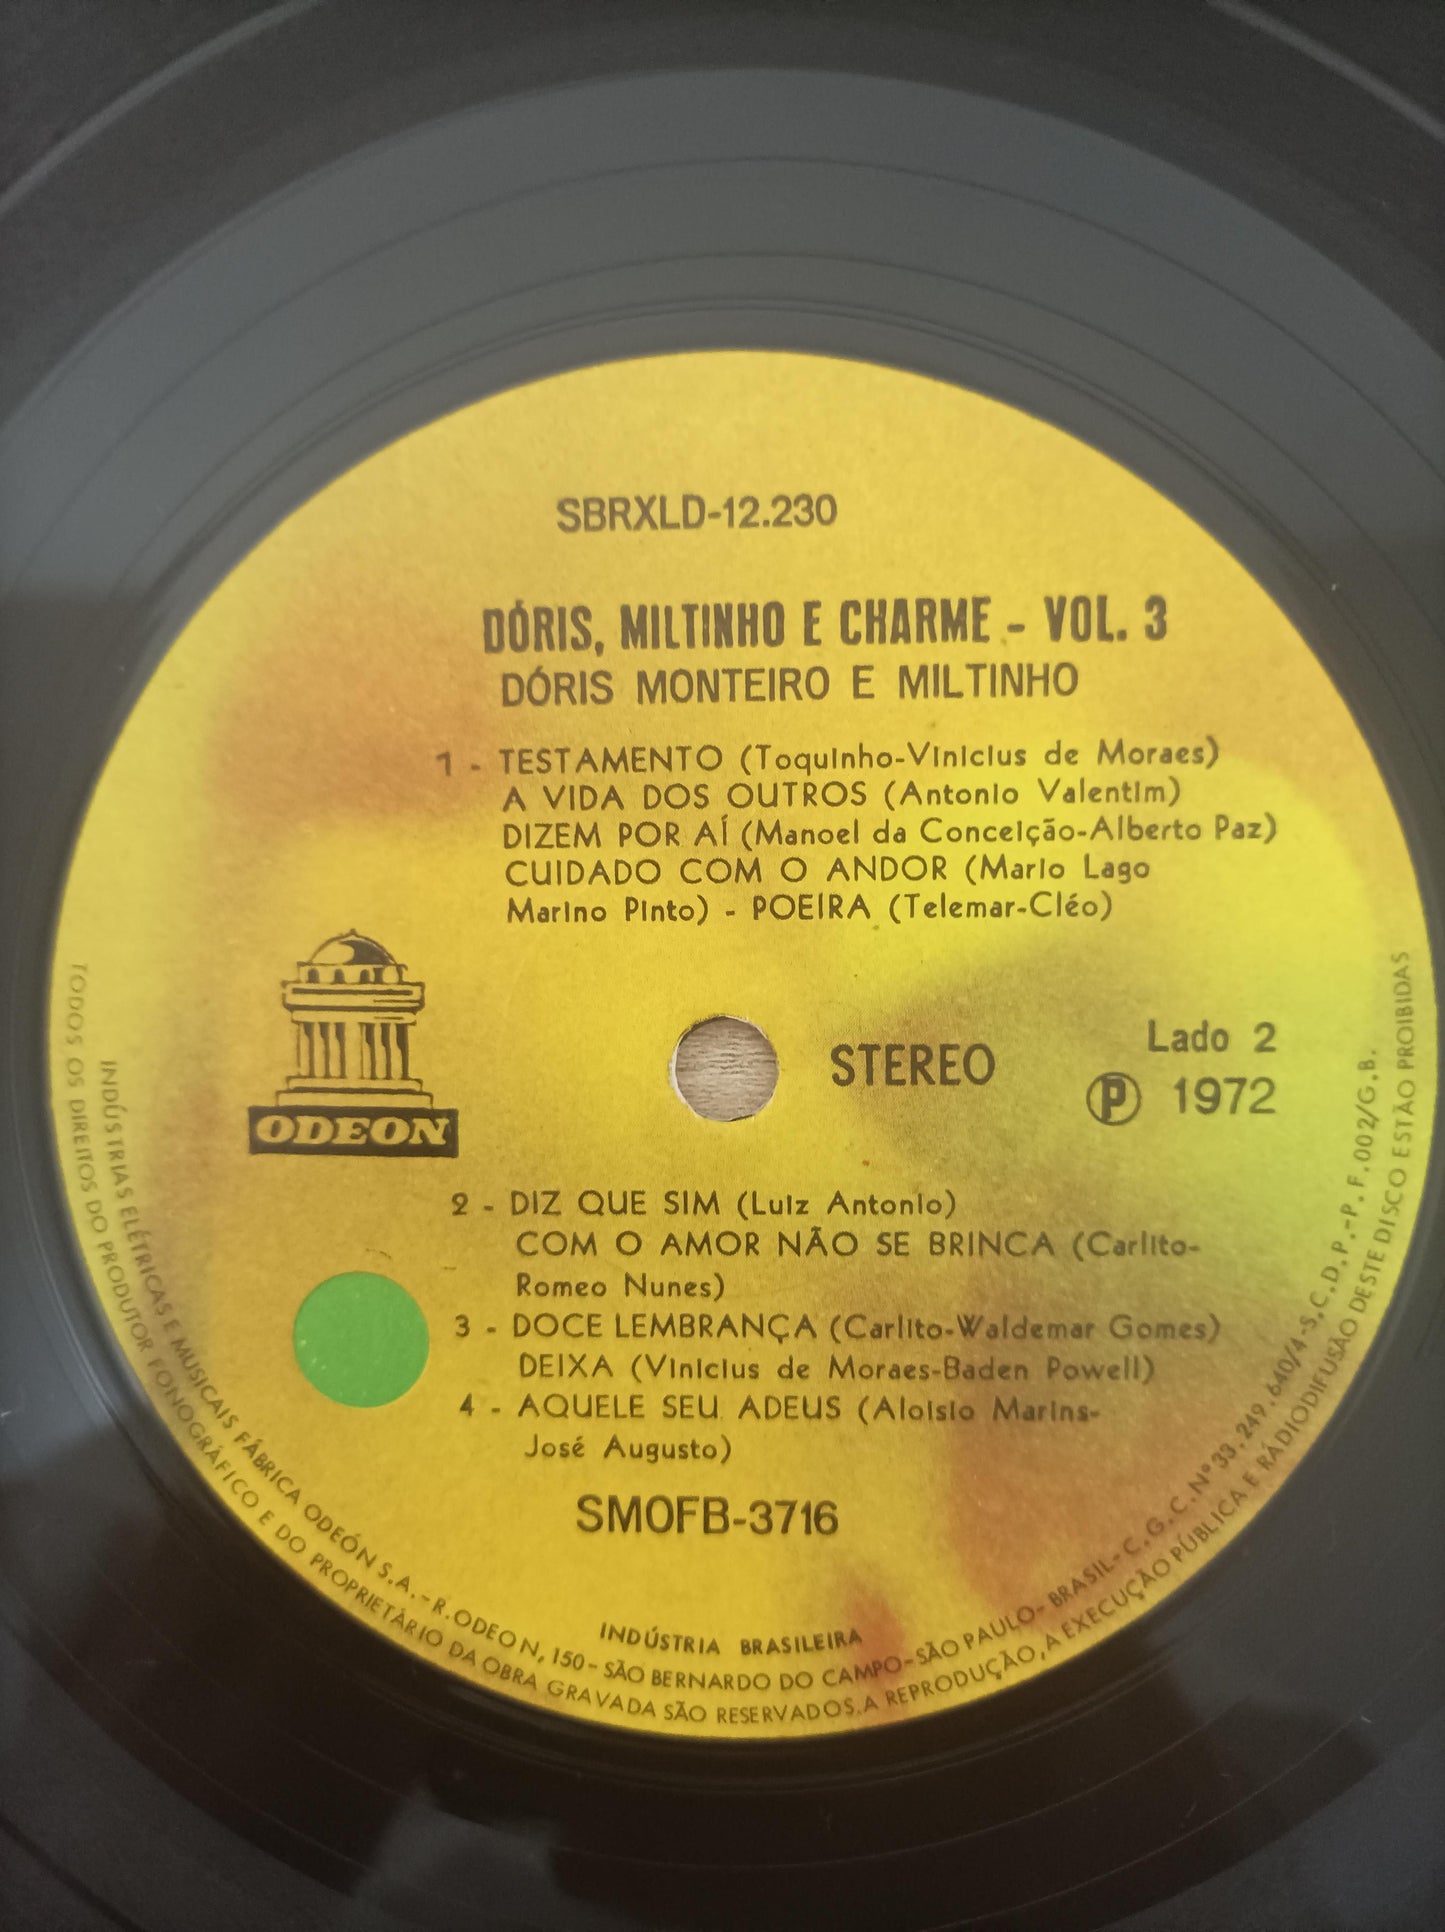 SBRXLD-12.230
DÓRIS, MILTINHO E CHARME - VOL. 3
DÓRIS MONTEIRO E MILTINHO
1 - TESTAMENTO (Toquinho-Vinicius de Moraes)
A VIDA DOS OUTROS (Antonio Valentim)
DIZEM POR AÍ (Manoel da Conceição-Alberto Paz)
CUIDADO COM O ANDOR (Mario Lago
Marino Pinto) - POEIRA (Telemar-Cléo)
ODEON
STEREO
Lado 2
Ⓟ 1972
2 - DIZ QUE SIM (Luiz Antonio)
COM O AMOR NÃO SE BRINCA (Carlito-
Romeo Nunes)
3 - DOCE LEMBRANÇA (Carlito-Waldemar Gomes)
DEIXA (Vinicius de Moraes-Baden Powell)
4 - AQUELE SEU ADEUS (Aloisio Marins-
José Augusto)
SMOFB-3716
INDÚSTRIA BRASILEIRA
INDÚSTRIAS ELÉTRICAS E MUSICAIS FÁBRICA ODEÓN S.A. - R. ODEON, 150 - SÃO BERNARDO DO CAMPO - SÃO PAULO - BRASIL - C.G.C. Nº 33.249.640/4 - S.C.D.P. - P.F. 002/G.B.
TODOS OS DIREITOS DO PRODUTOR FONOGRÁFICO E DO PROPRIETÁRIO DA OBRA GRAVADA SÃO RESERVADOS. A REPRODUÇÃO, A EXECUÇÃO PÚBLICA E RÁDIODIFUSÃO DESTE DISCO ESTÃO PROIBIDAS